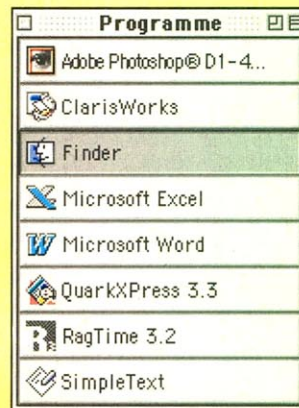 Programme
Adobe Photoshop® D1-4...
ClarisWorks
Finder
Microsoft Excel
Microsoft Word
QuarkXPress 3.3
RagTime 3.2
SimpleText